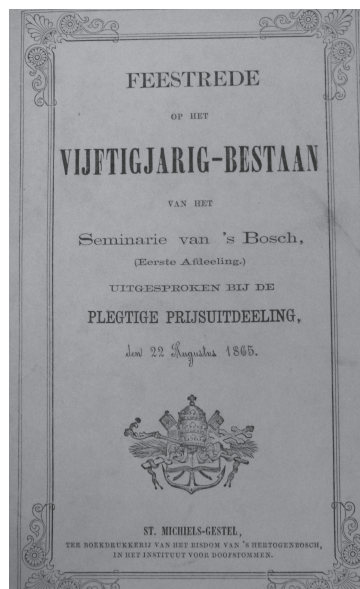 FEESTREDE
OP HET
VIJFTIGJARIG-BESTAAN
VAN HET
Seminarie van 's Bosch,
(Eerste Afdeeling.)
UITGESPROKEN BIJ DE
PLEGTIGE PRIJSUITDEELING,
den 22 Augustus 1865.
ST. MICHIELS-GESTEL,
TER BOEKDRUKKERIJ VAN HET BISDOM VAN 'S HERTOGENBOSCH,
IN HET INSTITUUT VOOR DOOFSTOMMEN.